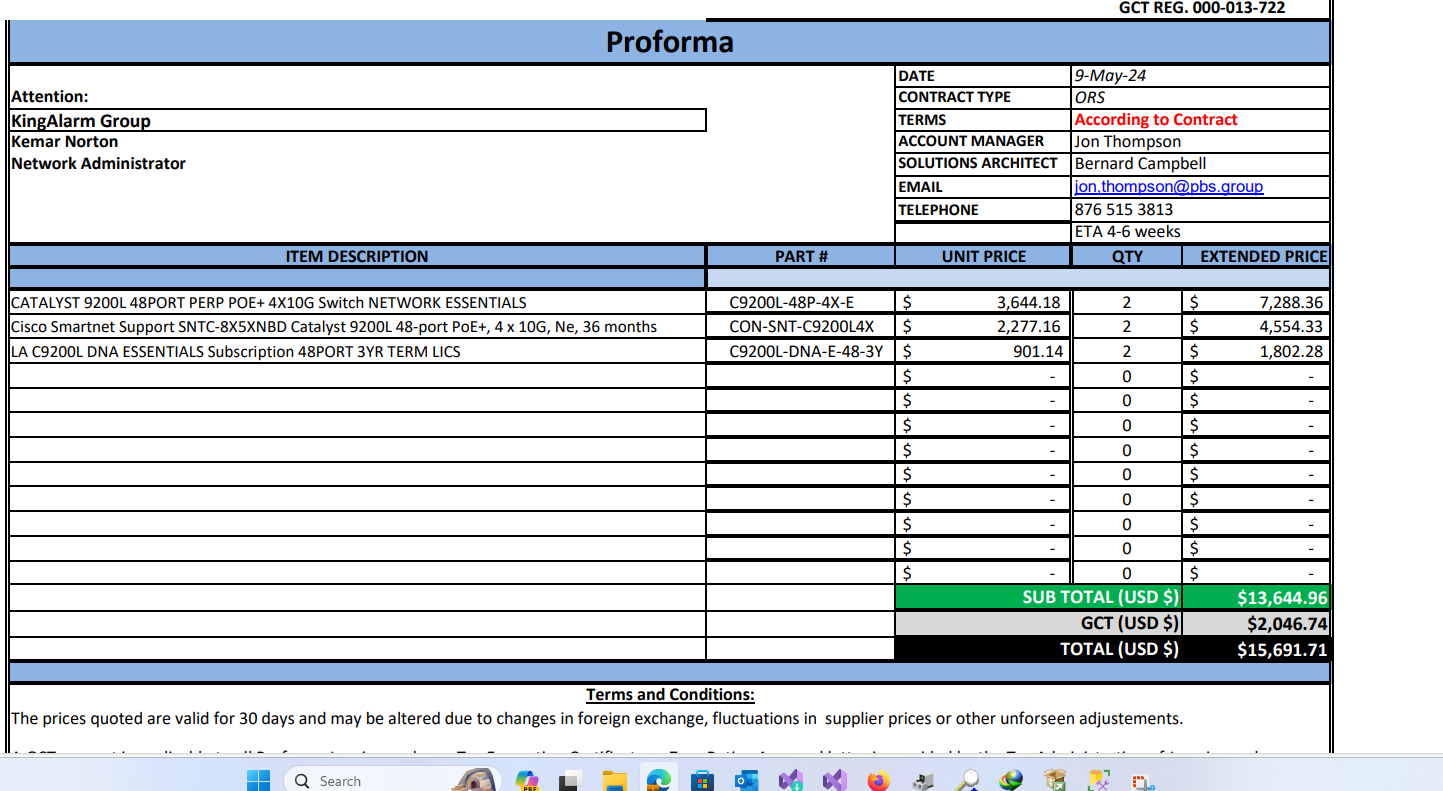 GCT REG. 000-013-722
Proforma
DATE 9-May-24
Attention:
CONTRACT TYPE ORS
KingAlarm Group
TERMS According to Contract
Kemar Norton
ACCOUNT MANAGER Jon Thompson
Network Administrator
SOLUTIONS ARCHITECT Bernard Campbell
EMAIL jon.thompson@pbs.group
TELEPHONE 876 515 3813
ETA 4-6 weeks
ITEM DESCRIPTION PART # UNIT PRICE QTY EXTENDED PRICE
CATALYST 9200L 48PORT PERP POE+ 4X10G Switch NETWORK ESSENTIALS C9200L-48P-4X-E $ 3,644.18 2 $ 7,288.36
Cisco Smartnet Support SNTC-8X5XNBD Catalyst 9200L 48-port PoE+, 4 x 10G, Ne, 36 months CON-SNT-C9200L4X $ 2,277.16 2 $ 4,554.33
LA C9200L DNA ESSENTIALS Subscription 48PORT 3YR TERM LICS C9200L-DNA-E-48-3Y $ 901.14 2 $ 1,802.28
$ - 0 $ -
$ - 0 $ -
$ - 0 $ -
$ - 0 $ -
$ - 0 $ -
$ - 0 $ -
$ - 0 $ -
$ - 0 $ -
$ - 0 $ -
SUB TOTAL (USD $) $13,644.96
GCT (USD $) $2,046.74
TOTAL (USD $) $15,691.71
Terms and Conditions:
The prices quoted are valid for 30 days and may be altered due to changes in foreign exchange, fluctuations in supplier prices or other unforseen adjustements.
Search